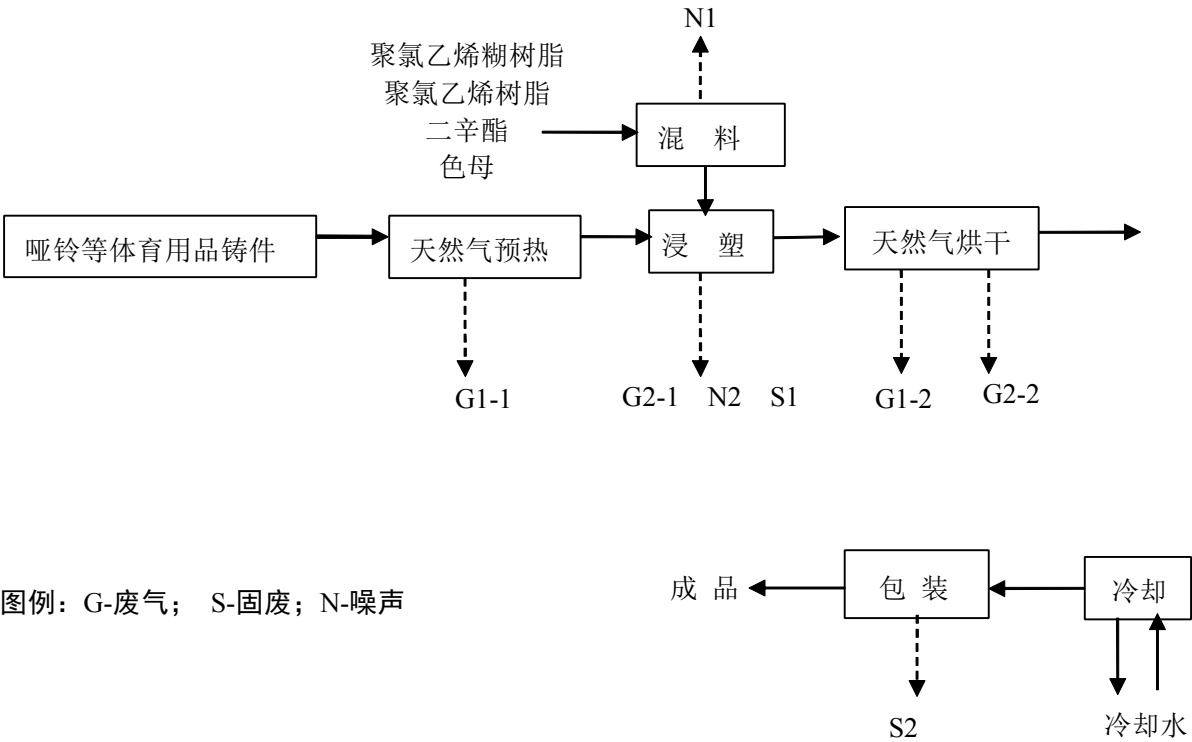 N1
聚氯乙烯糊树脂
聚氯乙烯树脂
二辛酯
色母
混 料
哑铃等体育用品铸件
天然气预热
浸 塑
天然气烘干
G1-1
G2-1 N2 S1
G1-2
G2-2
成 品
包 装
冷却
图例：G-废气； S-固废；N-噪声
S2
冷却水